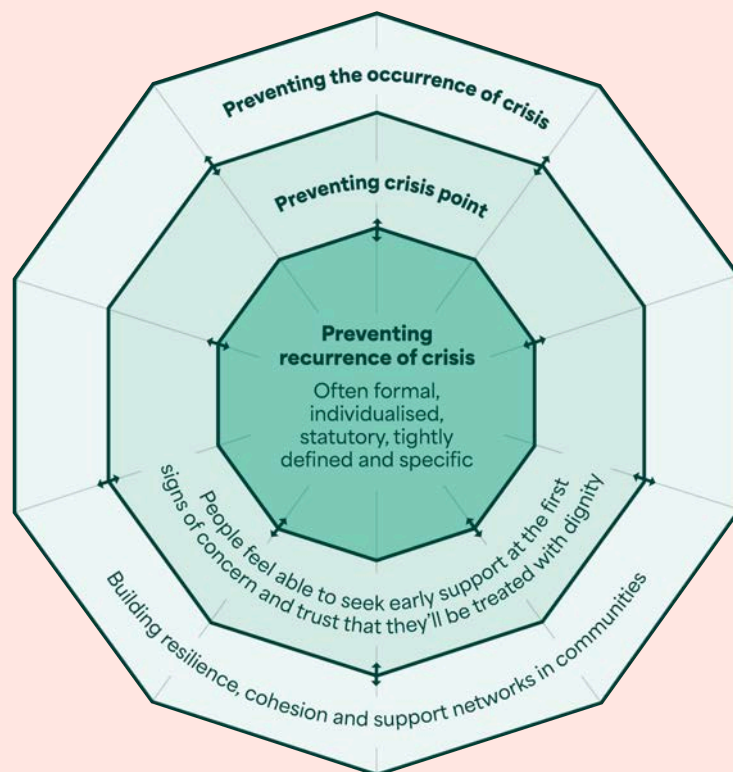 Preventing the occurrence of crisis
Preventing crisis point
Preventing
recurrence of crisis
Often formal,
individualised,
statutory, tightly
defined and specific
People feel able to seek early support at the first
signs of concern and trust that they'll be treated with dignity
Building resilience, cohesion and support networks in communities